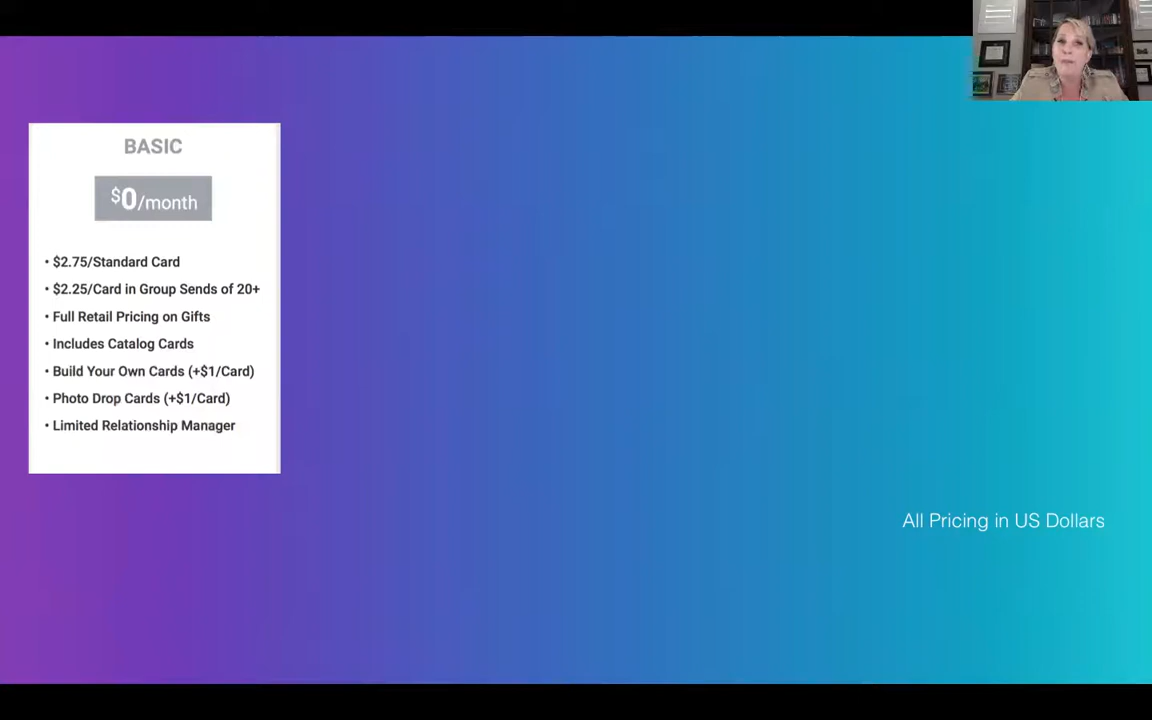 BASIC
$0/month
• $2.75/Standard Card
• $2.25/Card in Group Sends of 20+
• Full Retail Pricing on Gifts
• Includes Catalog Cards
• Build Your Own Cards (+$1/Card)
• Photo Drop Cards (+$1/Card)
• Limited Relationship Manager
All Pricing in US Dollars